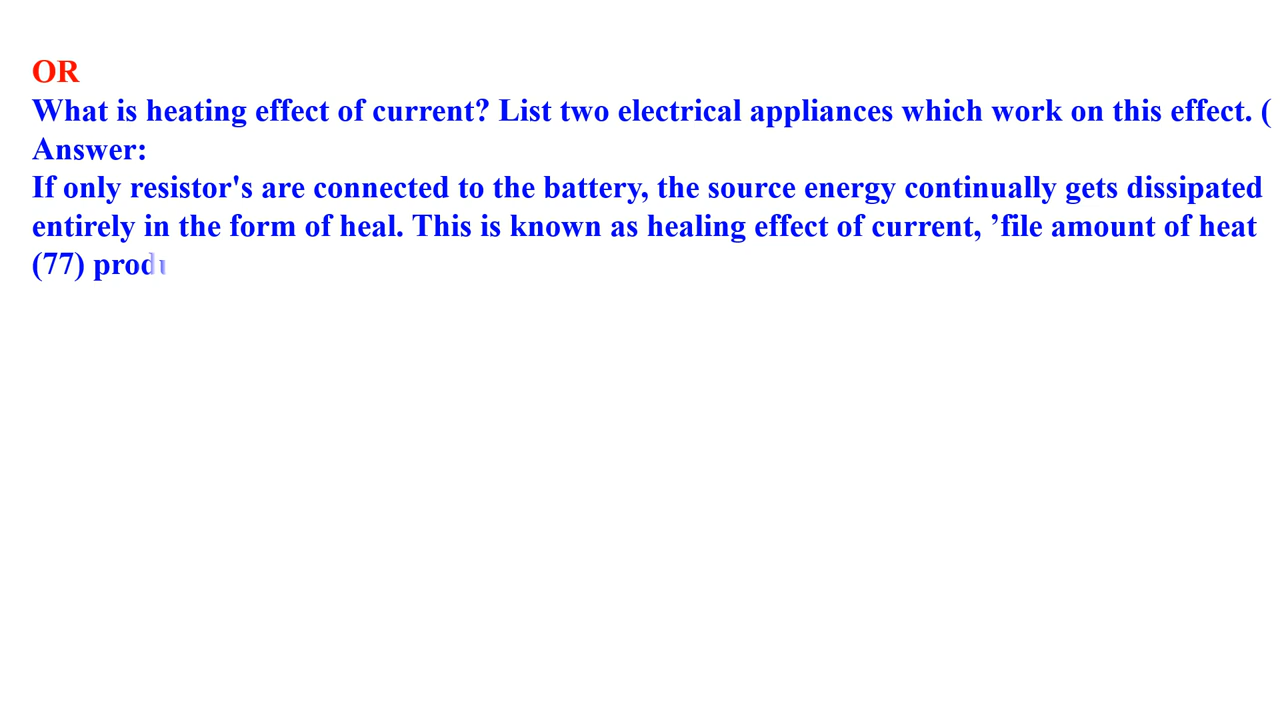 OR
What is heating effect of current? List two electrical appliances which work on this effect. (
Answer:
If only resistor's are connected to the battery, the source energy continually gets dissipated
entirely in the form of heal. This is known as healing effect of current, ’file amount of heat
(77) produ